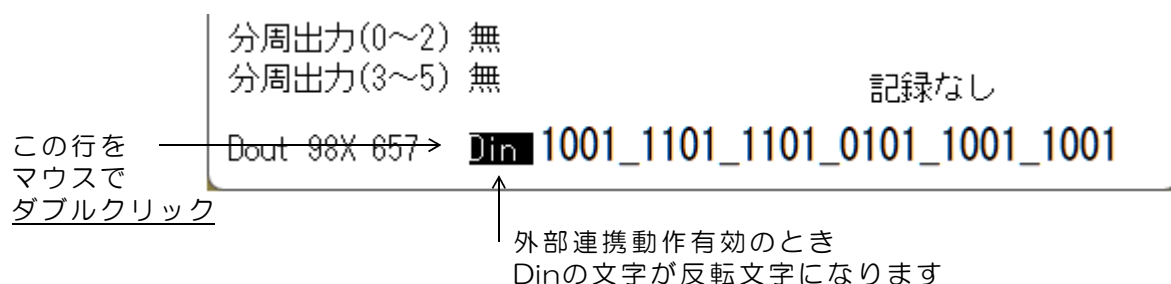 分周出力(0～2) 無
分周出力(3～5) 無
記録なし
この行を
マウスで
ダブルクリック
Dout 98X 657 Din 1001_1101_1101_0101_1001_1001
外部連携動作有効のとき
Dinの文字が反転文字になります